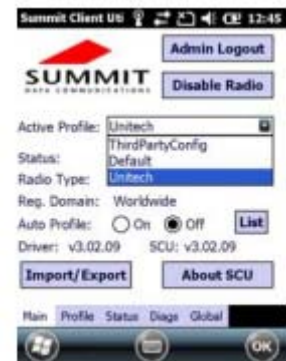 Summit Client Uti 12:45
Admin Logout
SUMMIT
DATA COMMUNICATIONS
Disable Radio
Active Profile: Unitech
ThirdPartyConfig
Default
Unitech
Status:
Radio Type:
Reg. Domain: Worldwide
Auto Profile: On Off List
Driver: v3.02.09 SCU: v3.02.09
Import/Export About SCU
Main Profile Status Diags Global
OK